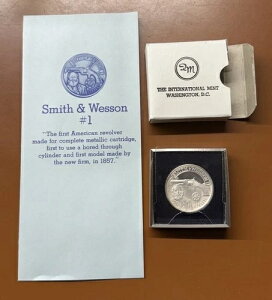 Smith & Wesson
#1
"The first American revolver
made for complete metallic cartridge,
first to use a bored through
cylinder and first model made by
the new firm, in 1857."
THE INTERNATIONAL MINT
WASHINGTON, D.C.